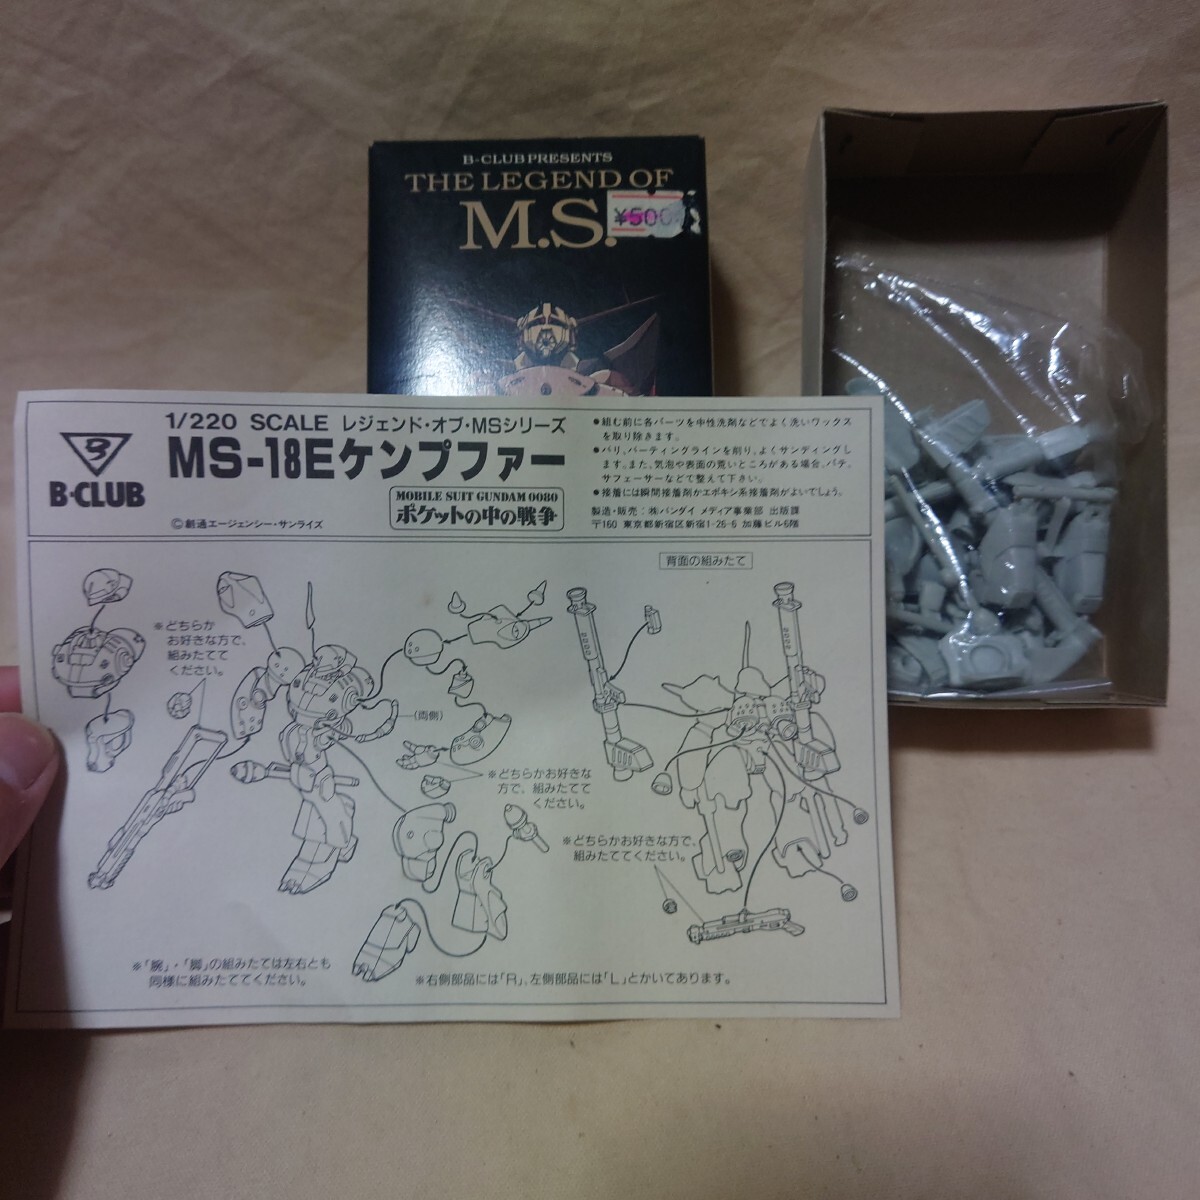 B-CLUB PRESENTS
THE LEGEND OF
M.S.
¥500
B-CLUB
1/220 SCALE レジェンド・オブ・MSシリーズ
MS-18Eケンプファー
MOBILE SUIT GUNDAM 0080
ポケットの中の戦争
©創通エージェンシー・サンライズ
●組む前に各パーツを中性洗剤などでよく洗いワックス
を取り除きます。
●バリ、パーティングラインを削り、よくサンディングし
ます。また、気泡や表面の荒いところがある場合、パテ、
サフェーサーなどで整えて下さい。
●接着には瞬間接着剤かエポキシ系接着剤がよいでしょう。
製造・販売：㈱バンダイ メディア事業部 出版課
〒160 東京都新宿区新宿1-26-6 加藤ビル6階
背面の組みたて
※どちらか
お好きな方で、
組みたてて
ください。
(両側)
※どちらかお好きな
方で、組みたてて
ください。
※どちらかお好きな方で、
組みたててください。
※「腕」・「脚」の組みたては左右とも
同様に組みたててください。
※右側部品には「R」、左側部品には「L」とかいてあります。